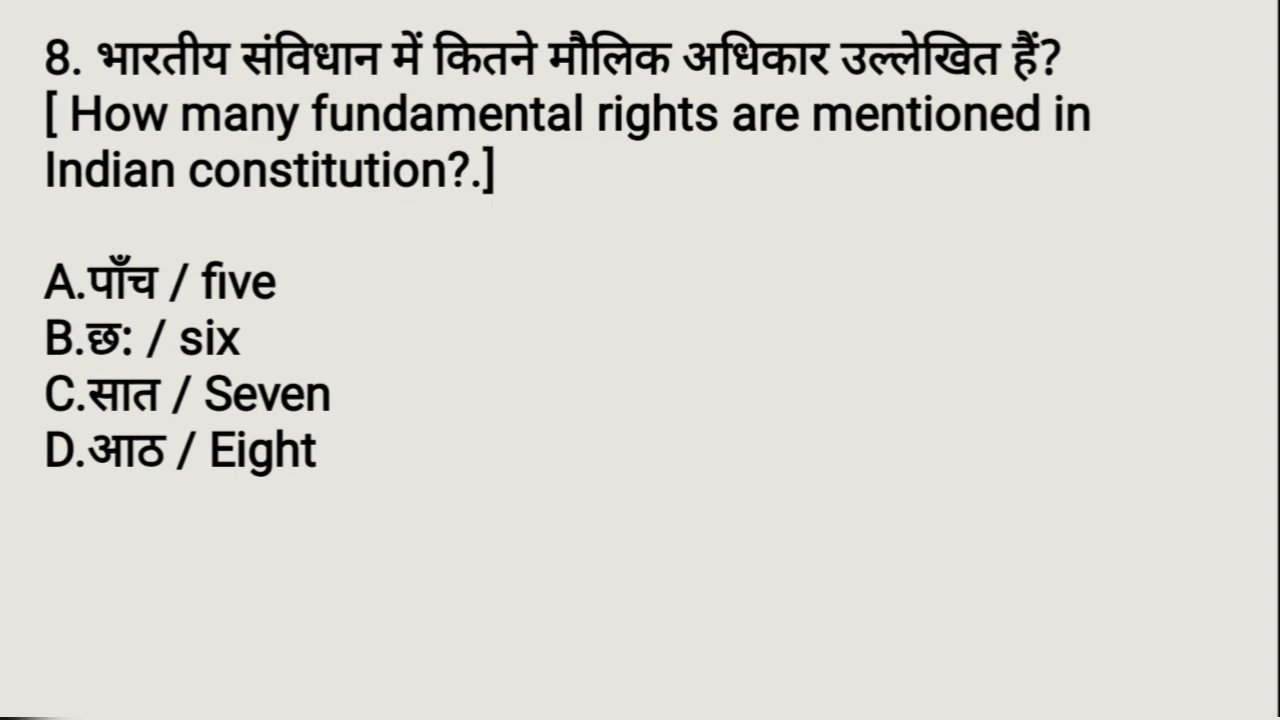 8. भारतीय संविधान में कितने मौलिक अधिकार उल्लेखित हैं?
[ How many fundamental rights are mentioned in
Indian constitution?.]
A.पाँच / five
B.छ: / six
C.सात / Seven
D.आठ / Eight